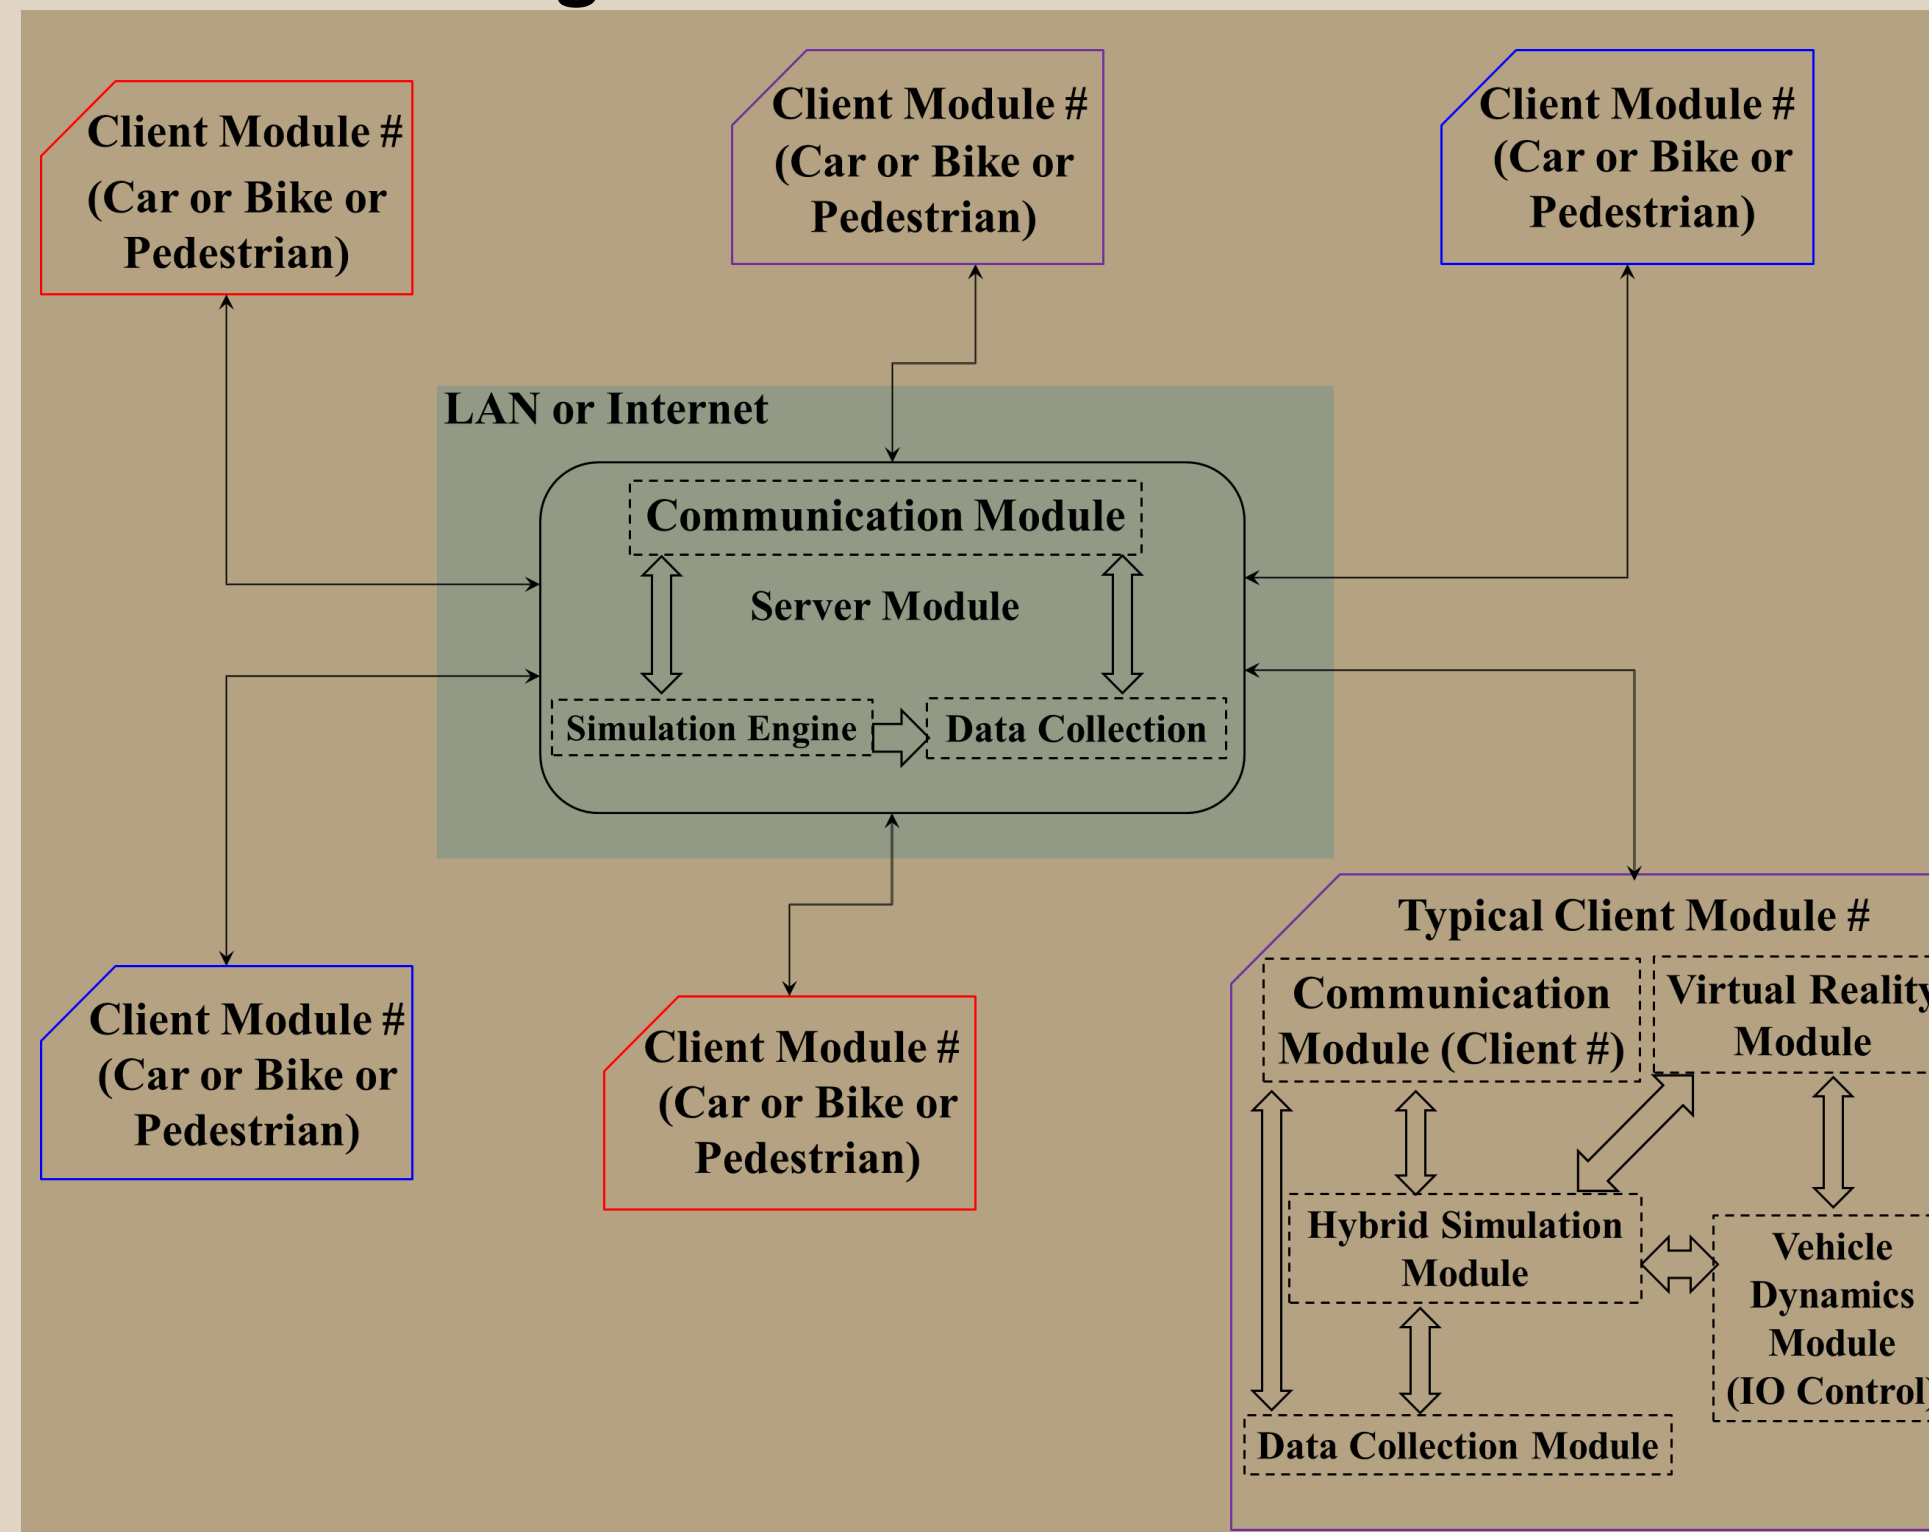 Client Module #
(Car or Bike or
Pedestrian)
Client Module #
(Car or Bike or
Pedestrian)
Client Module #
(Car or Bike or
Pedestrian)
LAN or Internet
Communication Module
Server Module
Simulation Engine
Data Collection
Client Module #
(Car or Bike or
Pedestrian)
Client Module #
(Car or Bike or
Pedestrian)
Typical Client Module #
Communication
Module (Client #)
Virtual Reality
Module
Hybrid Simulation
Module
Vehicle
Dynamics
Module
(IO Control)
Data Collection Module